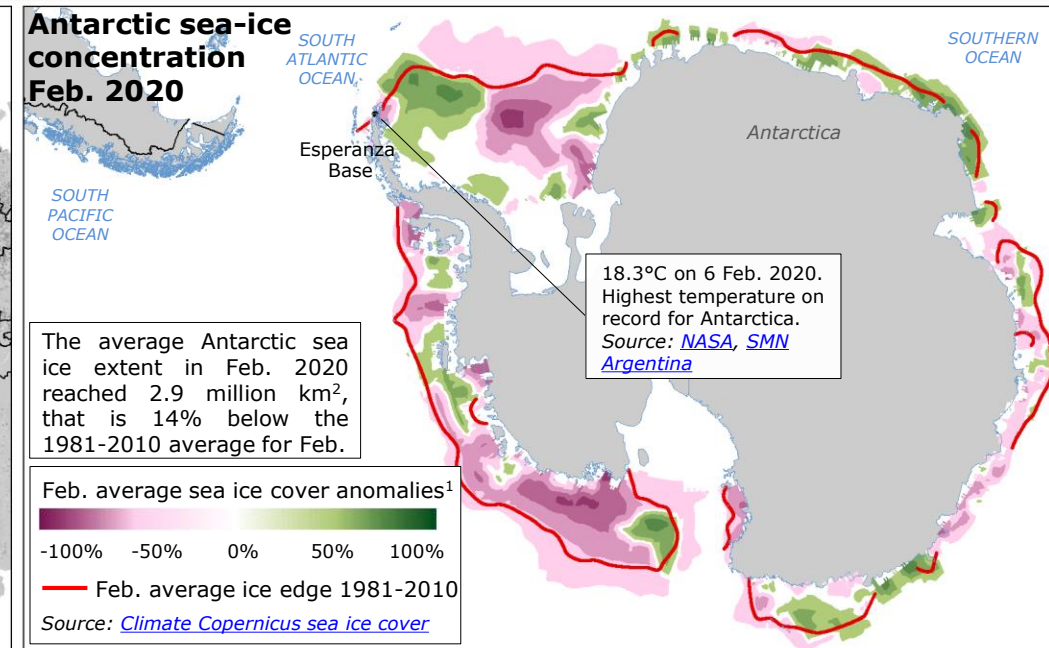 Antarctic sea-ice
concentration
Feb. 2020
SOUTH
ATLANTIC
OCEAN
SOUTHERN
OCEAN
Antarctica
Esperanza
Base
SOUTH
PACIFIC
OCEAN
18.3°C on 6 Feb. 2020.
Highest temperature on
record for Antarctica.
Source: NASA, SMN
Argentina
The average Antarctic sea
ice extent in Feb. 2020
reached 2.9 million km²,
that is 14% below the
1981-2010 average for Feb.
Feb. average sea ice cover anomalies¹
-100% -50% 0% 50% 100%
Feb. average ice edge 1981-2010
Source: Climate Copernicus sea ice cover